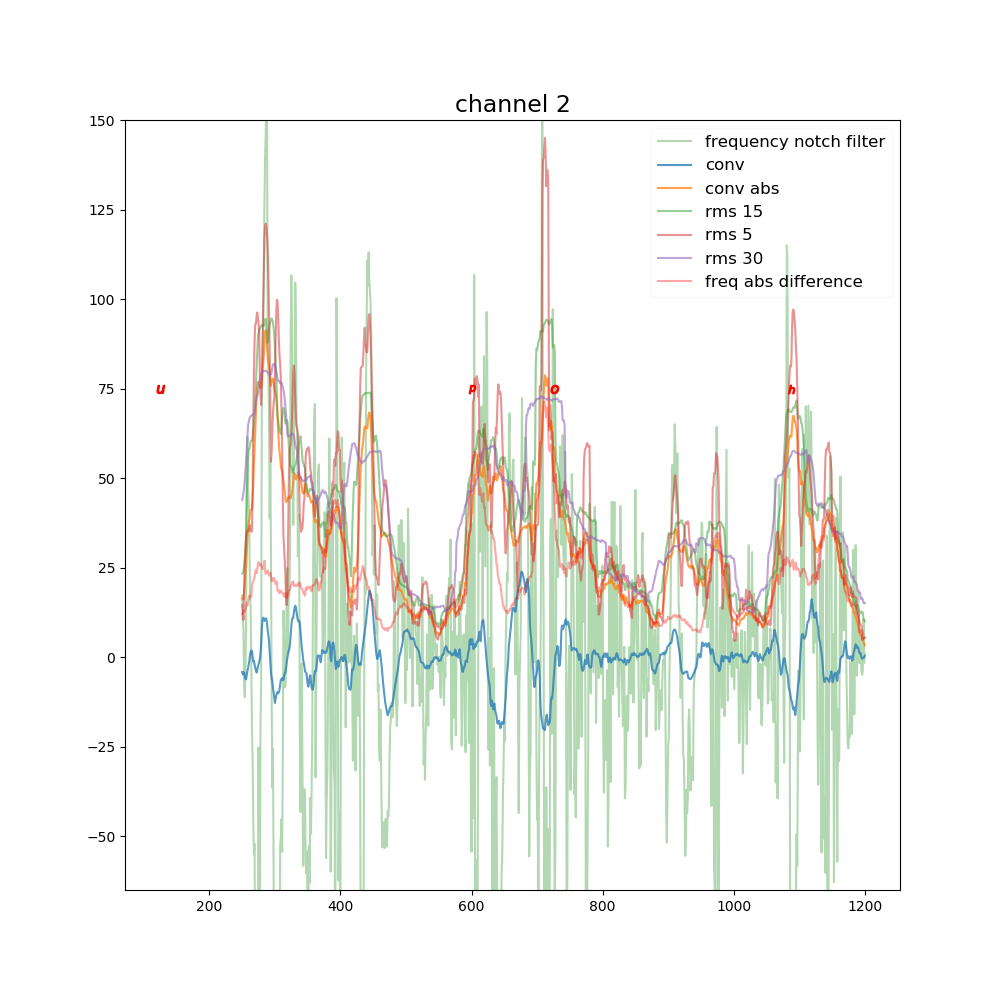 channel 2
150
125
100
75
50
25
0
−25
−50
frequency notch filter
conv
conv abs
rms 15
rms 5
rms 30
freq abs difference
u
p
o
h
200 400 600 800 1000 1200